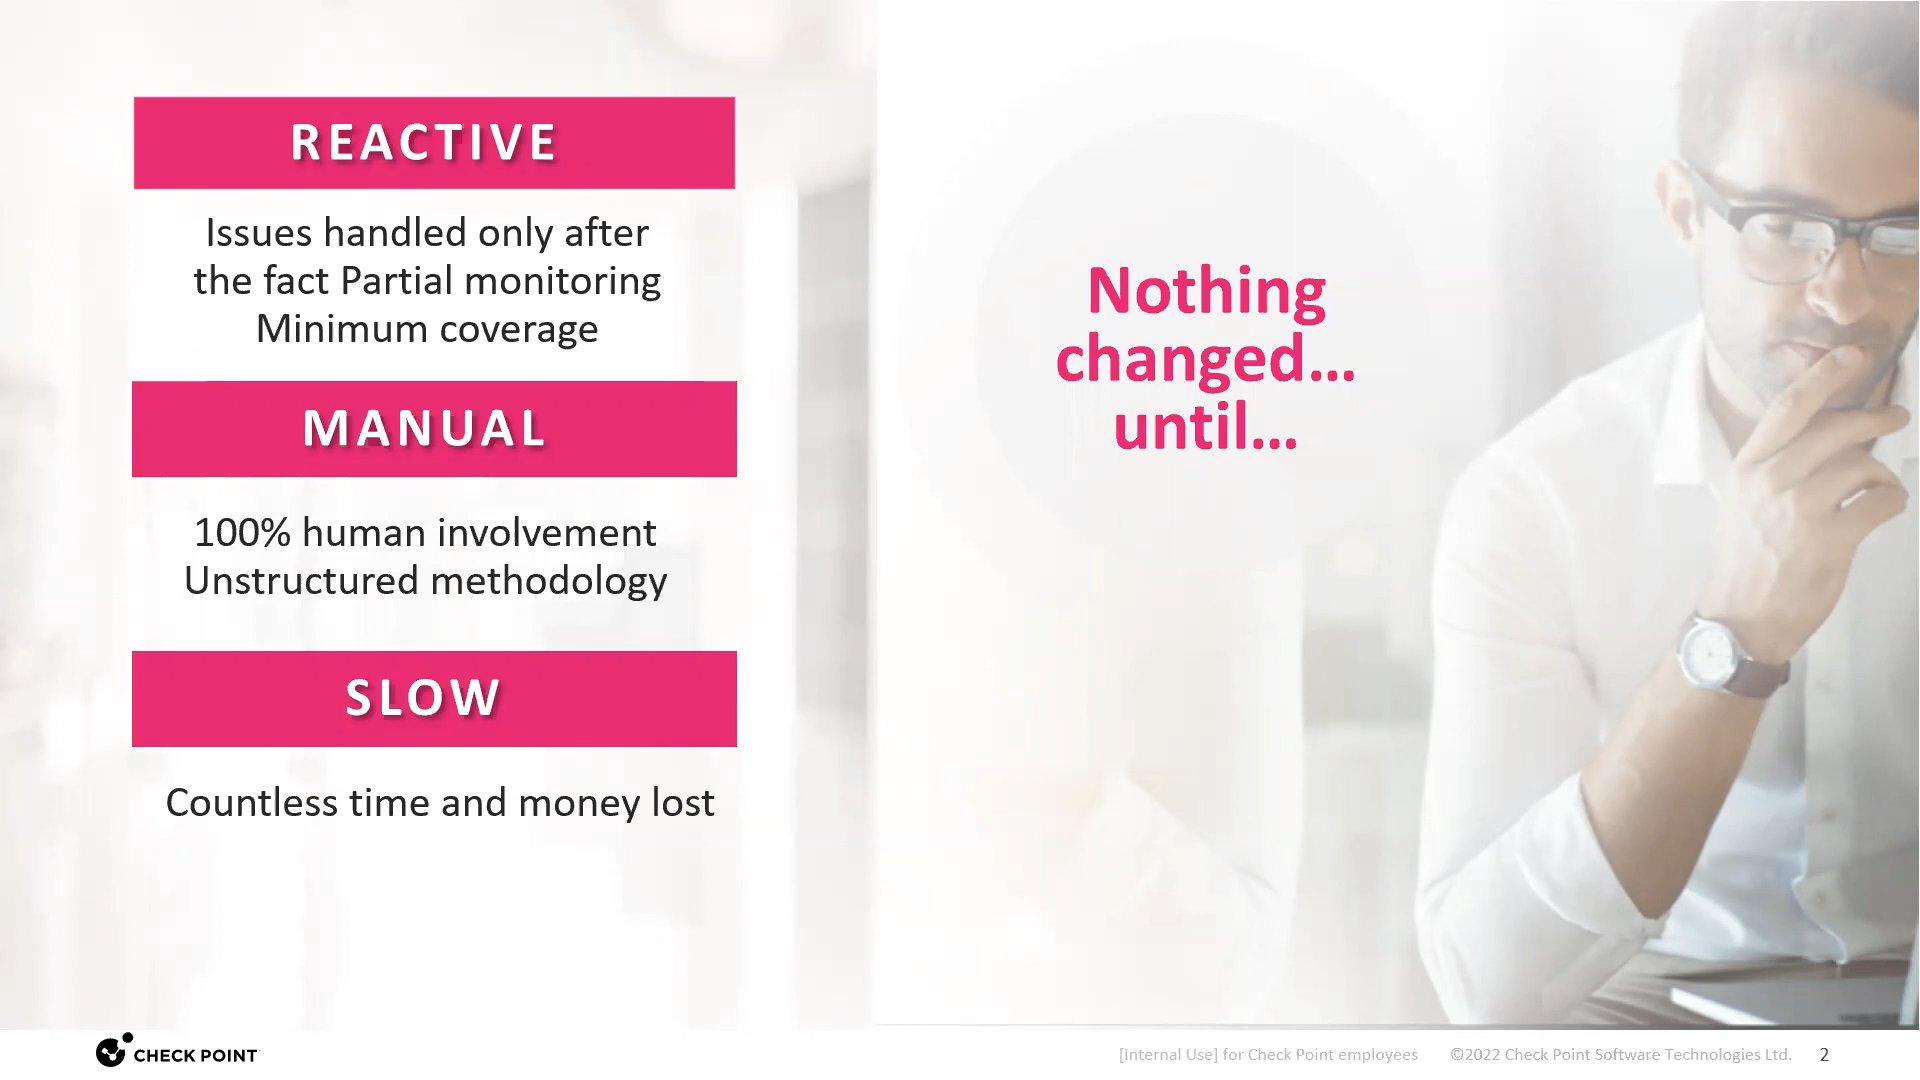 REACTIVE
Issues handled only after
the fact Partial monitoring
Minimum coverage
MANUAL
100% human involvement
Unstructured methodology
SLOW
Countless time and money lost
Nothing
changed...
until...
CHECK POINT
[Internal Use] for Check Point employees
©2022 Check Point Software Technologies Ltd.
2